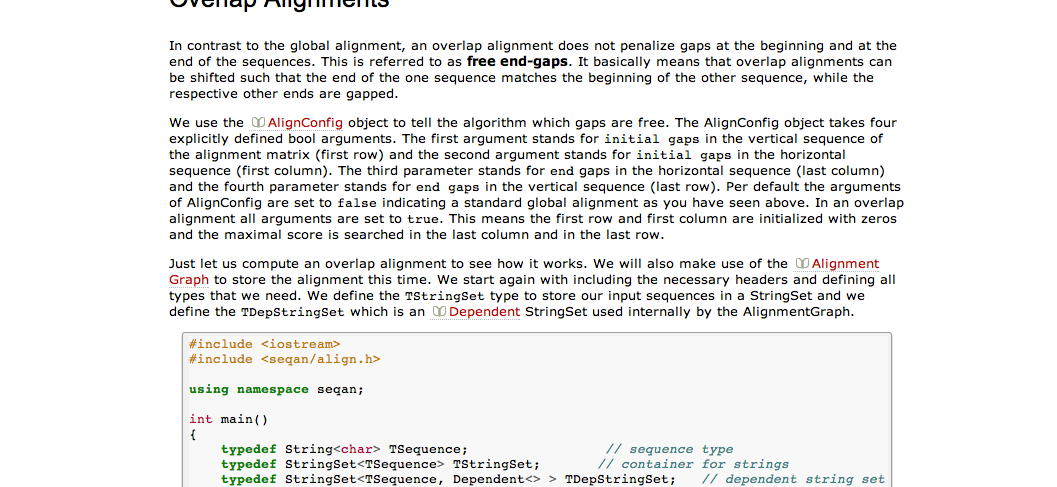 Overlap Alignments
In contrast to the global alignment, an overlap alignment does not penalize gaps at the beginning and at the
end of the sequences. This is referred to as free end-gaps. It basically means that overlap alignments can
be shifted such that the end of the one sequence matches the beginning of the other sequence, while the
respective other ends are gapped.
We use the AlignConfig object to tell the algorithm which gaps are free. The AlignConfig object takes four
explicitly defined bool arguments. The first argument stands for initial gaps in the vertical sequence of
the alignment matrix (first row) and the second argument stands for initial gaps in the horizontal
sequence (first column). The third parameter stands for end gaps in the horizontal sequence (last column)
and the fourth parameter stands for end gaps in the vertical sequence (last row). Per default the arguments
of AlignConfig are set to false indicating a standard global alignment as you have seen above. In an overlap
alignment all arguments are set to true. This means the first row and first column are initialized with zeros
and the maximal score is searched in the last column and in the last row.
Just let us compute an overlap alignment to see how it works. We will also make use of the Alignment
Graph to store the alignment this time. We start again with including the necessary headers and defining all
types that we need. We define the TStringSet type to store our input sequences in a StringSet and we
define the TDepStringSet which is an Dependent StringSet used internally by the AlignmentGraph.
#include <iostream>
#include <seqan/align.h>
using namespace seqan;
int main()
{
typedef String<char> TSequence; // sequence type
typedef StringSet<TSequence> TStringSet; // container for strings
typedef StringSet<TSequence, Dependent<> > TDepStringSet; // dependent string set